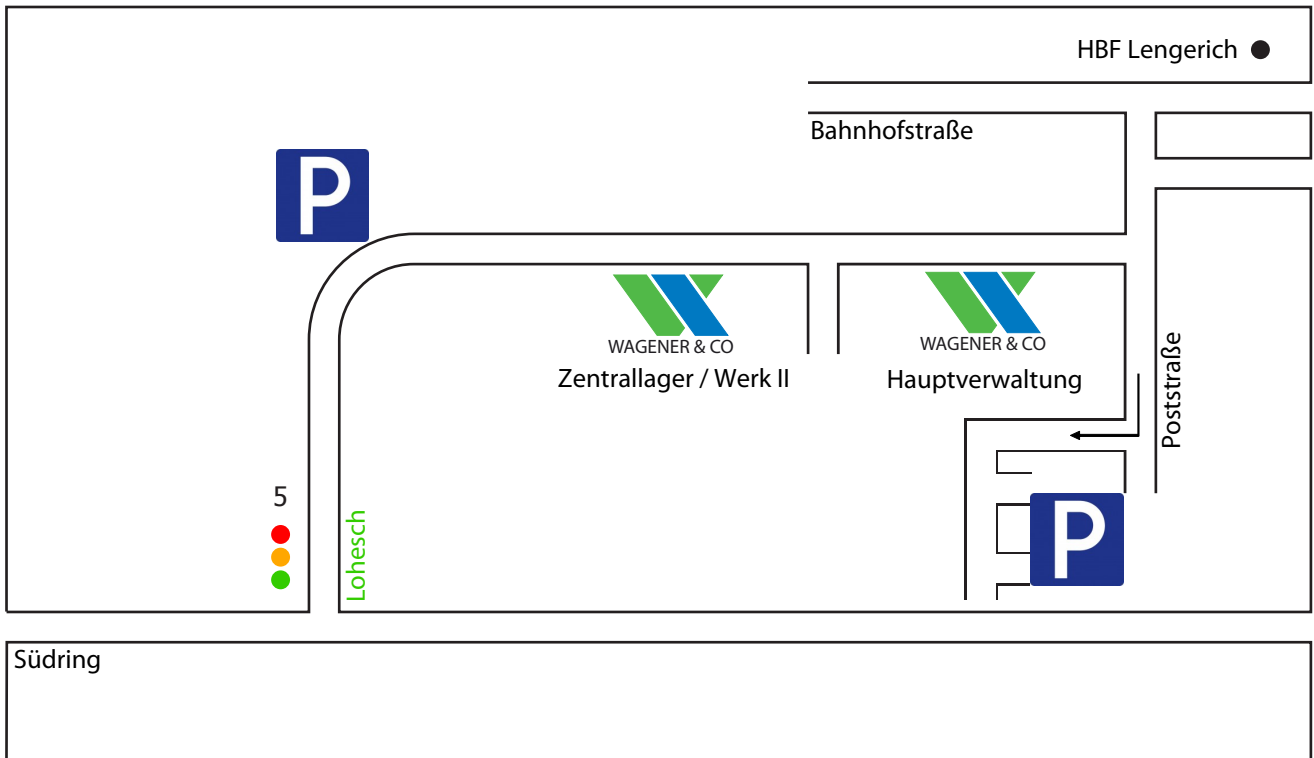 HBF Lengerich
Bahnhofstraße
P
WAGENER & CO
Zentrallager / Werk II
WAGENER & CO
Hauptverwaltung
Poststraße
5
Lohesch
P
Südring